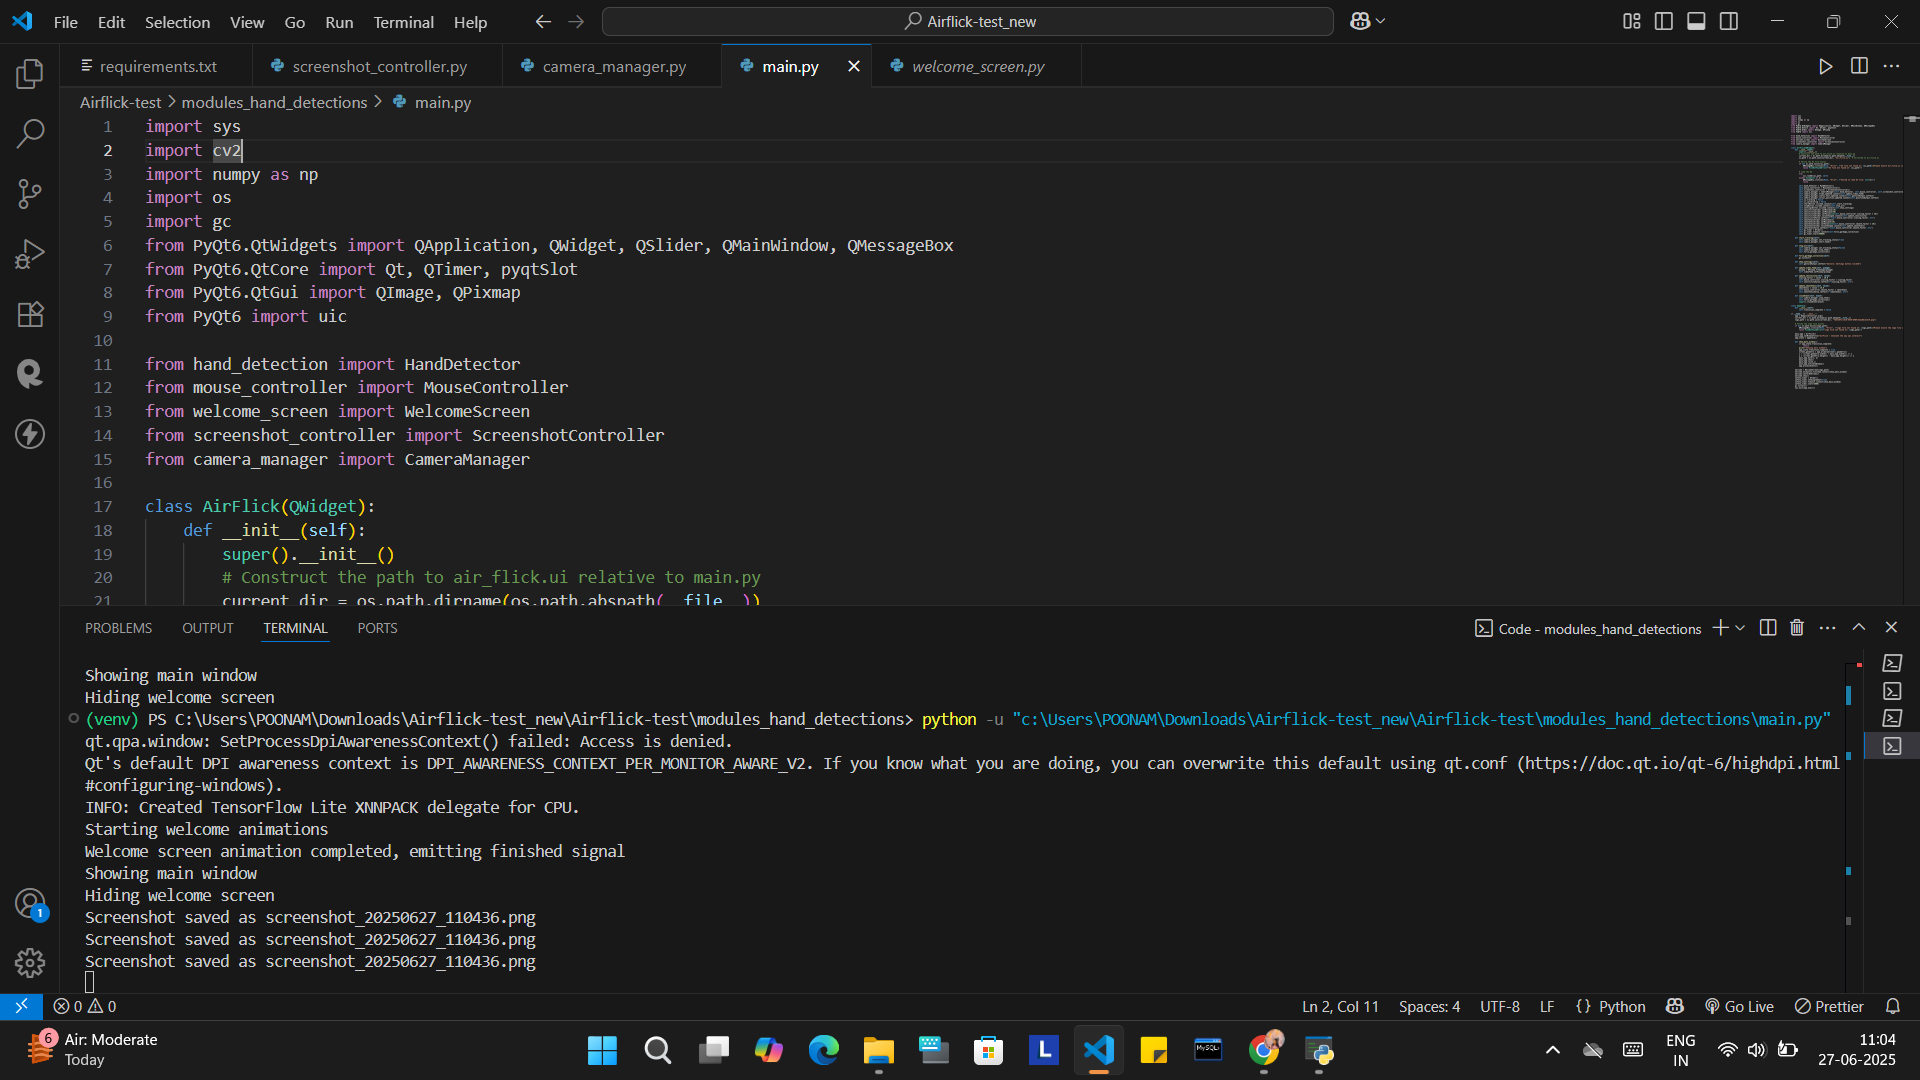 File Edit Selection View Go Run Terminal Help
Airflick-test_new
requirements.txt screenshot_controller.py camera_manager.py main.py welcome_screen.py
Airflick-test > modules_hand_detections > main.py
1 import sys
2 import cv2
3 import numpy as np
4 import os
5 import gc
6 from PyQt6.QtWidgets import QApplication, QWidget, QSlider, QMainWindow, QMessageBox
7 from PyQt6.QtCore import Qt, QTimer, pyqtSlot
8 from PyQt6.QtGui import QImage, QPixmap
9 from PyQt6 import uic
10
11 from hand_detection import HandDetector
12 from mouse_controller import MouseController
13 from welcome_screen import WelcomeScreen
14 from screenshot_controller import ScreenshotController
15 from camera_manager import CameraManager
16
17 class AirFlick(QWidget):
18 def __init__(self):
19 super().__init__()
20 # Construct the path to air_flick.ui relative to main.py
21 current_dir = os.path.dirname(os.path.abspath(__file__))
PROBLEMS OUTPUT TERMINAL PORTS
Code - modules_hand_detections
Showing main window
Hiding welcome screen
(venv) PS C:\Users\POONAM\Downloads\Airflick-test_new\Airflick-test\modules_hand_detections> python -u "c:\Users\POONAM\Downloads\Airflick-test_new\Airflick-test\modules_hand_detections\main.py"
qt.qpa.window: SetProcessDpiAwarenessContext() failed: Access is denied.
Qt's default DPI awareness context is DPI_AWARENESS_CONTEXT_PER_MONITOR_AWARE_V2. If you know what you are doing, you can overwrite this default using qt.conf (https://doc.qt.io/qt-6/highdpi.html
#configuring-windows).
INFO: Created TensorFlow Lite XNNPACK delegate for CPU.
Starting welcome animations
Welcome screen animation completed, emitting finished signal
Showing main window
Hiding welcome screen
Screenshot saved as screenshot_20250627_110436.png
Screenshot saved as screenshot_20250627_110436.png
Screenshot saved as screenshot_20250627_110436.png
1
0 0
Ln 2, Col 11 Spaces: 4 UTF-8 LF {} Python Go Live Prettier
6 Air: Moderate
Today
L
MySQL
ENG
IN
11:04
27-06-2025